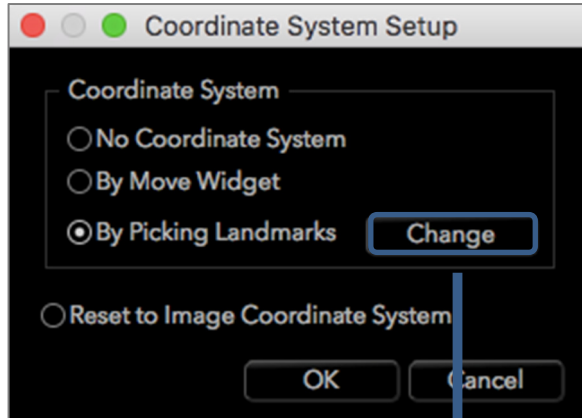 Coordinate System Setup
Coordinate System
No Coordinate System
By Move Widget
By Picking Landmarks Change
Reset to Image Coordinate System
OK Cancel